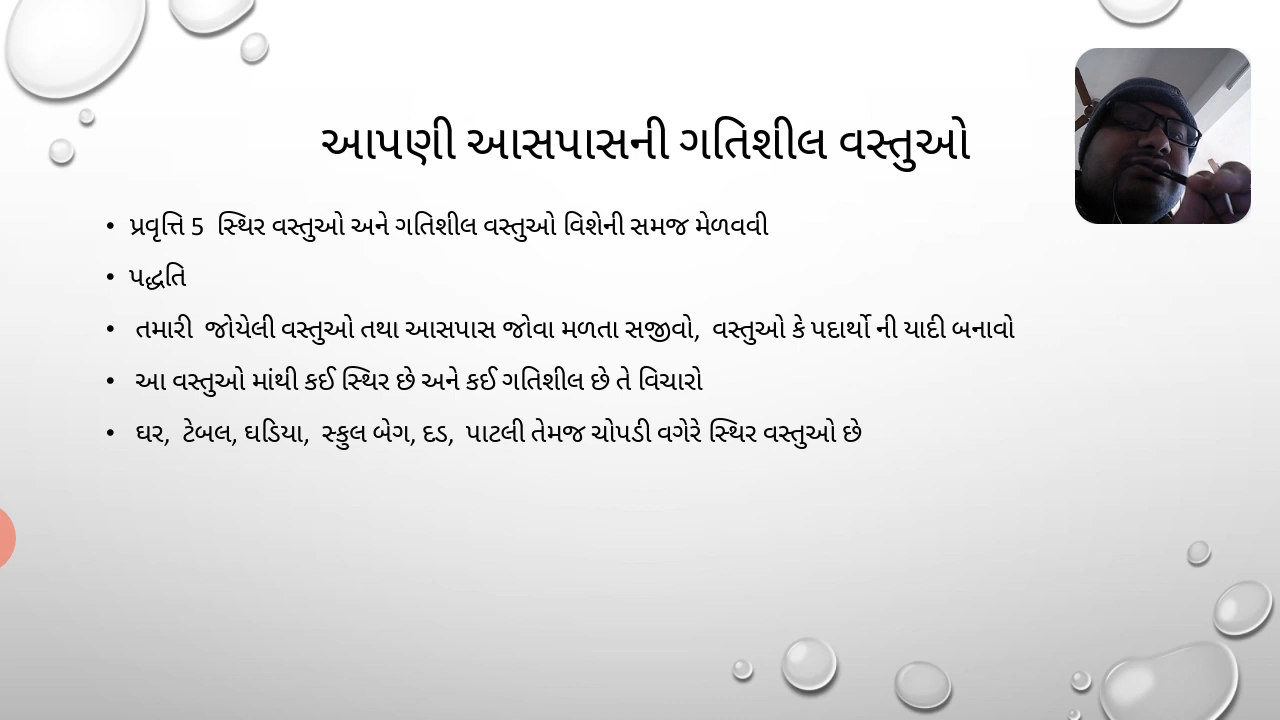 આપણી આસપાસની ગતિશીલ વસ્તુઓ
• પ્રવૃત્તિ 5 સ્થિર વસ્તુઓ અને ગતિશીલ વસ્તુઓ વિશેની સમજ મેળવવી
• પદ્ધતિ
• તમારી જોયેલી વસ્તુઓ તથા આસપાસ જોવા મળતા સજીવો, વસ્તુઓ કે પદાર્થો ની યાદી બનાવો
• આ વસ્તુઓ માંથી કઈ સ્થિર છે અને કઈ ગતિશીલ છે તે વિચારો
• ઘર, ટેબલ, ઘડિયા, સ્કુલ બેગ, દડ, પાટલી તેમજ ચોપડી વગેરે સ્થિર વસ્તુઓ છે